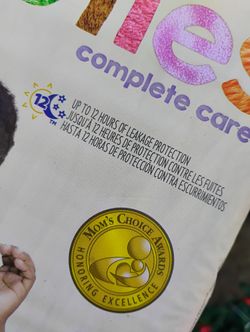 complete care
12
TM
UP TO 12 HOURS OF LEAKAGE PROTECTION
JUSQU'À 12 HEURES DE PROTECTION CONTRE LES FUITES
HASTA 12 HORAS DE PROTECCIÓN CONTRA ESCURRIMIENTOS
MOM'S CHOICE AWARDS
HONORING EXCELLENCE